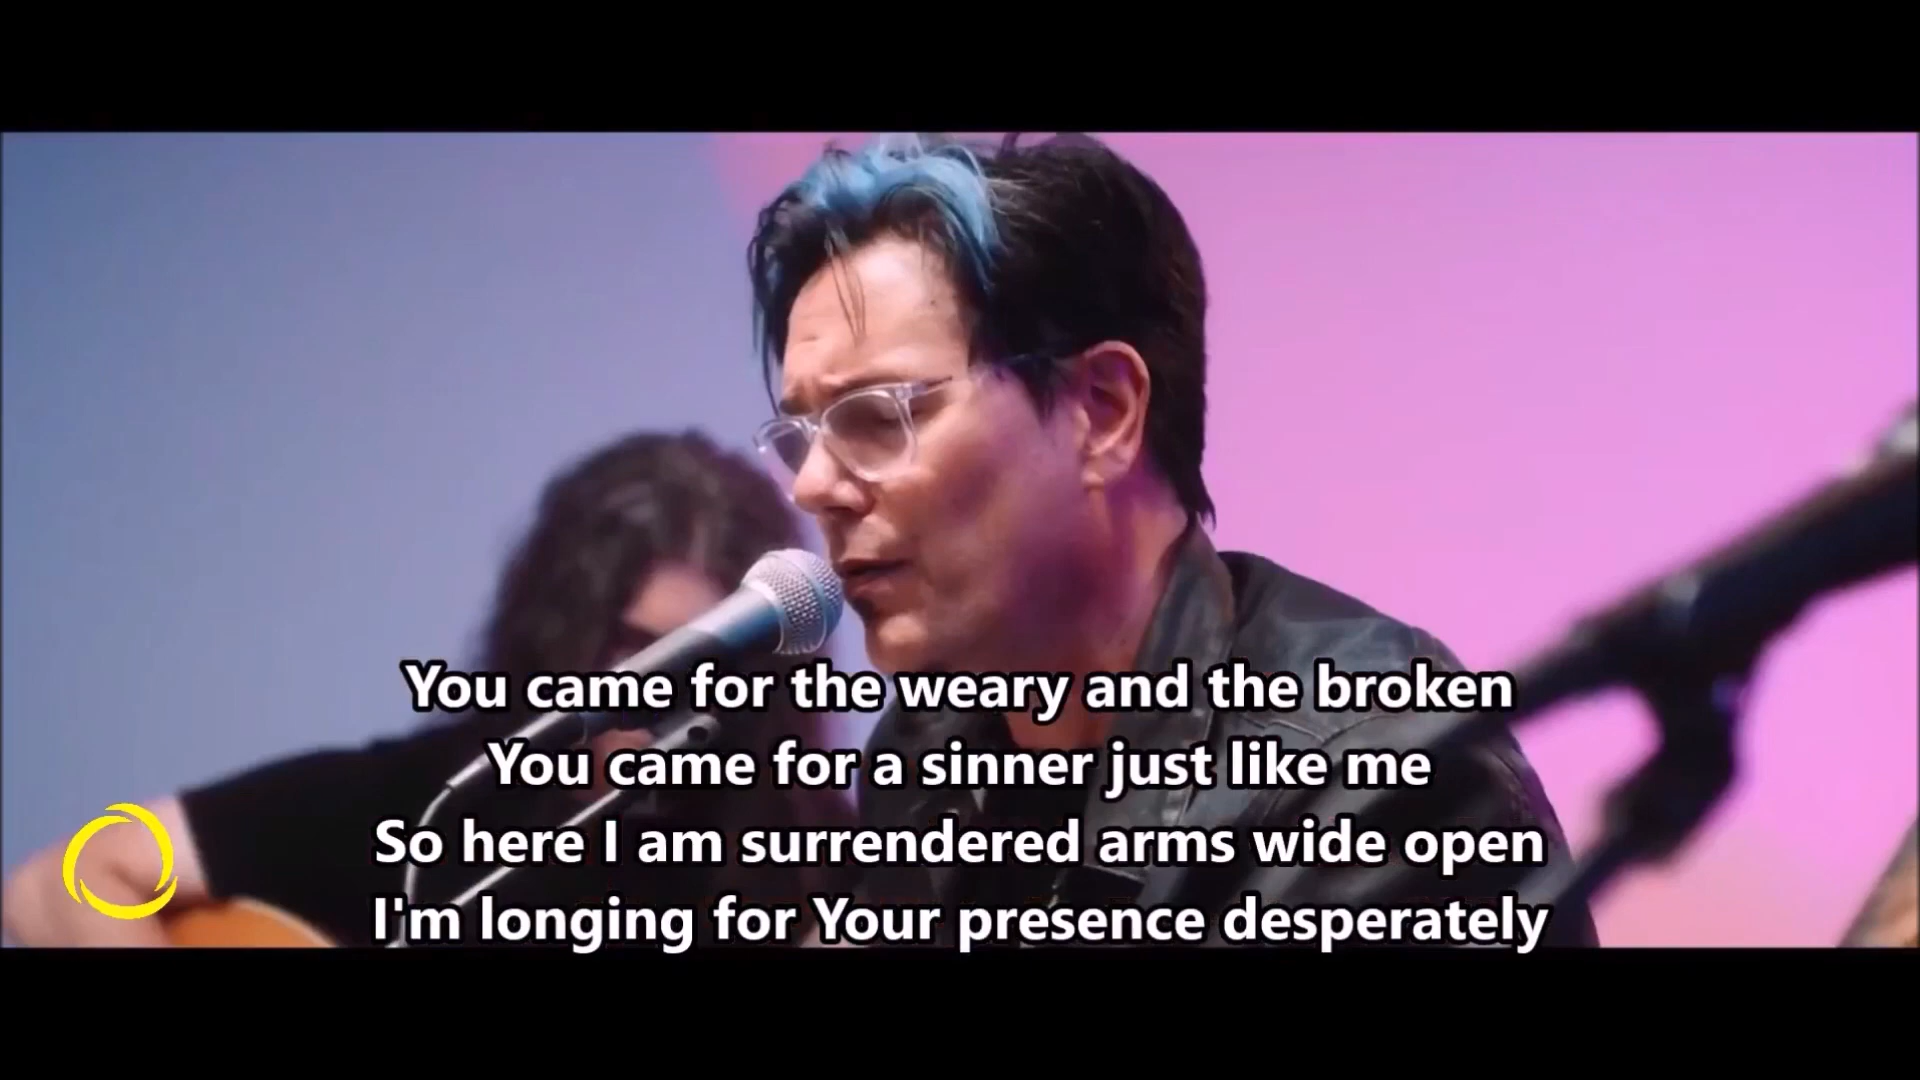 You came for the weary and the broken
You came for a sinner just like me
So here I am surrendered arms wide open
I'm longing for Your presence desperately